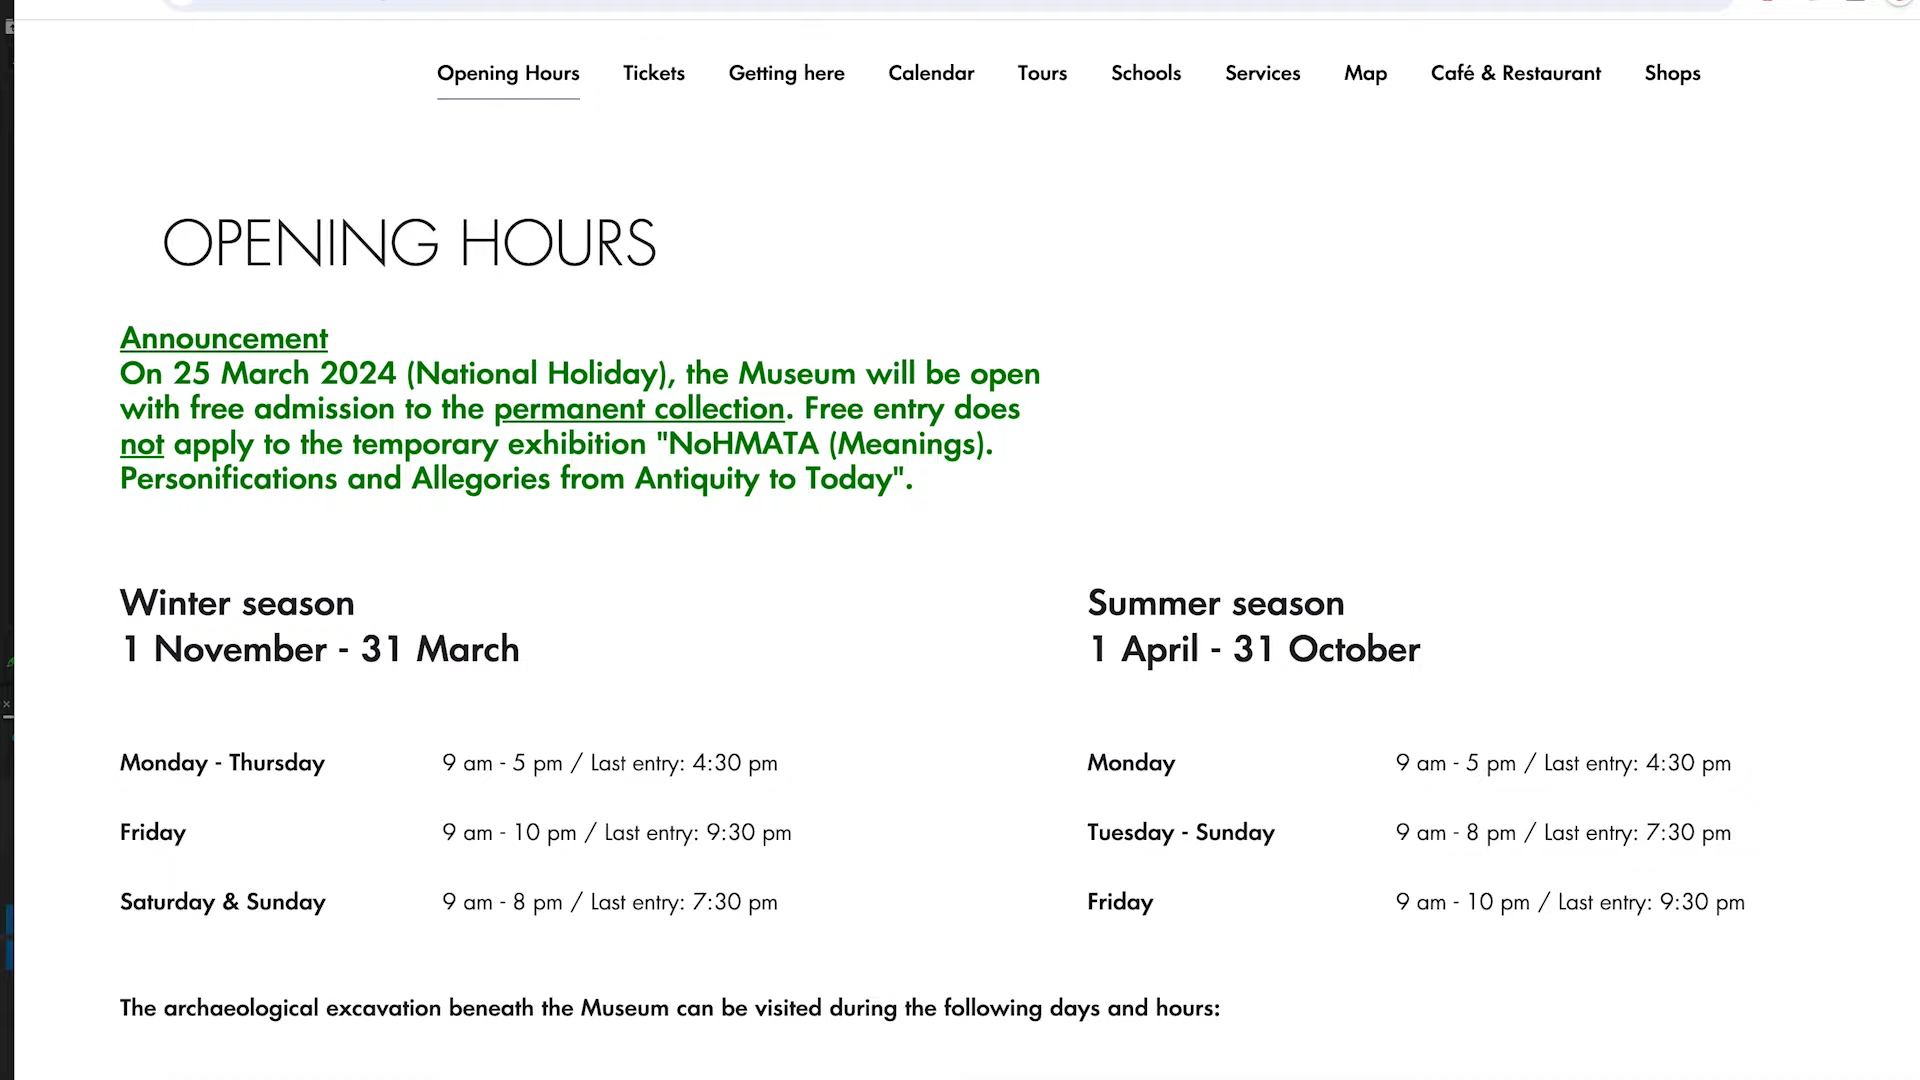 Opening Hours Tickets Getting here Calendar Tours Schools Services Map Café & Restaurant Shops
OPENING HOURS
Announcement
On 25 March 2024 (National Holiday), the Museum will be open
with free admission to the permanent collection. Free entry does
not apply to the temporary exhibition "NoHMATA (Meanings).
Personifications and Allegories from Antiquity to Today".
Winter season
1 November - 31 March
Monday - Thursday 9 am - 5 pm / Last entry: 4:30 pm
Friday 9 am - 10 pm / Last entry: 9:30 pm
Saturday & Sunday 9 am - 8 pm / Last entry: 7:30 pm
Summer season
1 April - 31 October
Monday 9 am - 5 pm / Last entry: 4:30 pm
Tuesday - Sunday 9 am - 8 pm / Last entry: 7:30 pm
Friday 9 am - 10 pm / Last entry: 9:30 pm
The archaeological excavation beneath the Museum can be visited during the following days and hours: